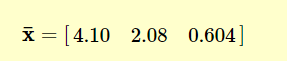 x̄ = [4.10 2.08 0.604]